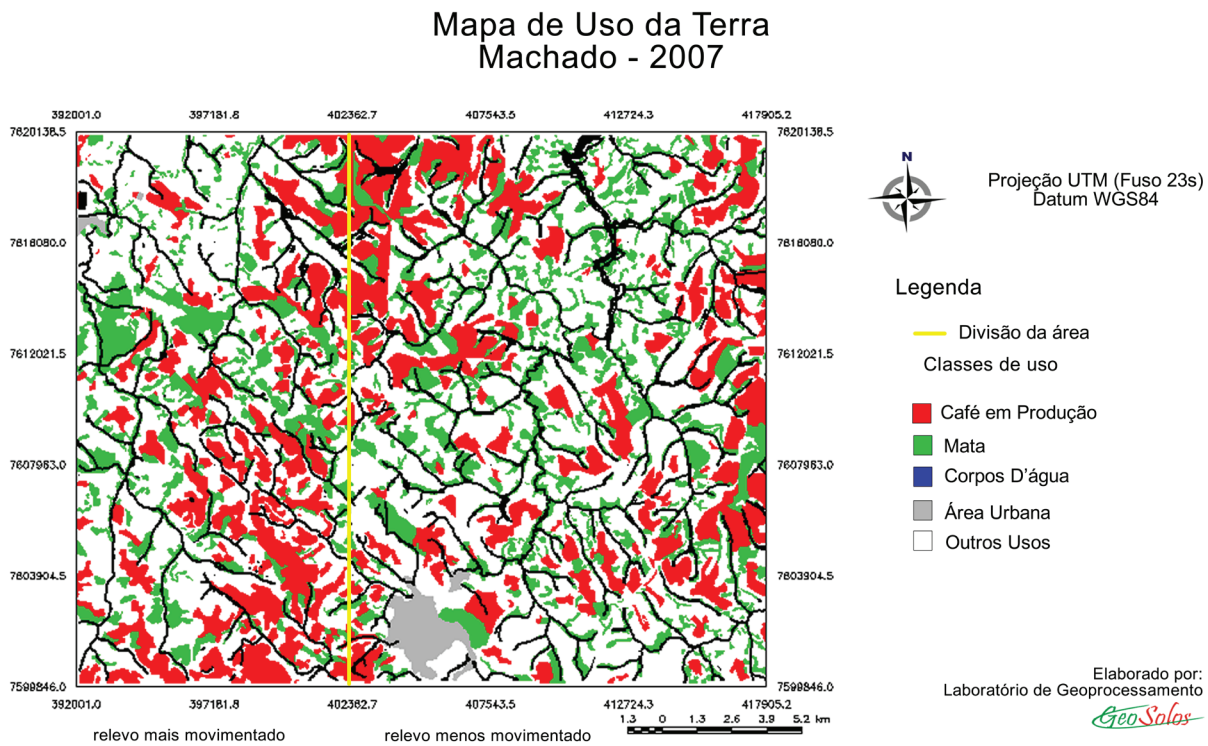 Mapa de Uso da Terra
Machado - 2007
392001.0 397181.8 402362.7 407543.5 412724.3 417905.2
7620138.5 7620138.5
N
Projeção UTM (Fuso 23s)
Datum WGS84
7618080.0 7618080.0
Legenda
Divisão da área
7612021.5 7612021.5
Classes de uso
Café em Produção
Mata
7607963.0 7607963.0
Corpos D'água
Área Urbana
Outros Usos
7603904.5 7603904.5
Elaborado por:
Laboratório de Geoprocessamento
GeoSolos
7599846.0 7599846.0
392001.0 397181.8 402362.7 407543.5 412724.3 417905.2
1.3 0 1.3 2.6 3.9 5.2 km
relevo mais movimentado relevo menos movimentado